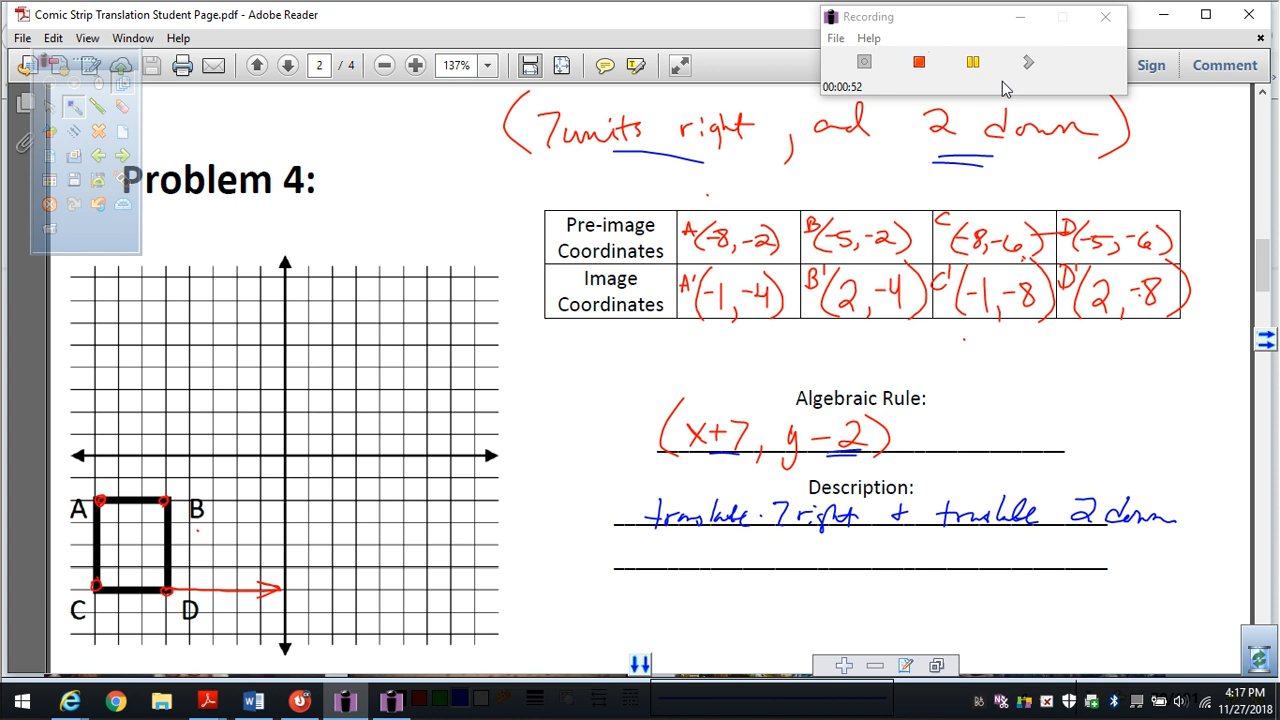 Comic Strip Translation Student Page.pdf - Adobe Reader
File Edit View Window Help
2 / 4 137% Sign Comment
Recording
File Help
00:00:52
(7 units right, and 2 down)
Problem 4:
Pre-image Coordinates A(-8, -2) B(-5, -2) C(-8, -6) D(-5, -6)
Image Coordinates A'(-1, -4) B'(2, -4) C'(-1, -8) D'(2, -8)
Algebraic Rule:
(x+7, y-2)
Description:
translate 7 right + translate 2 down
A B
C D
4:17 PM
11/27/2018